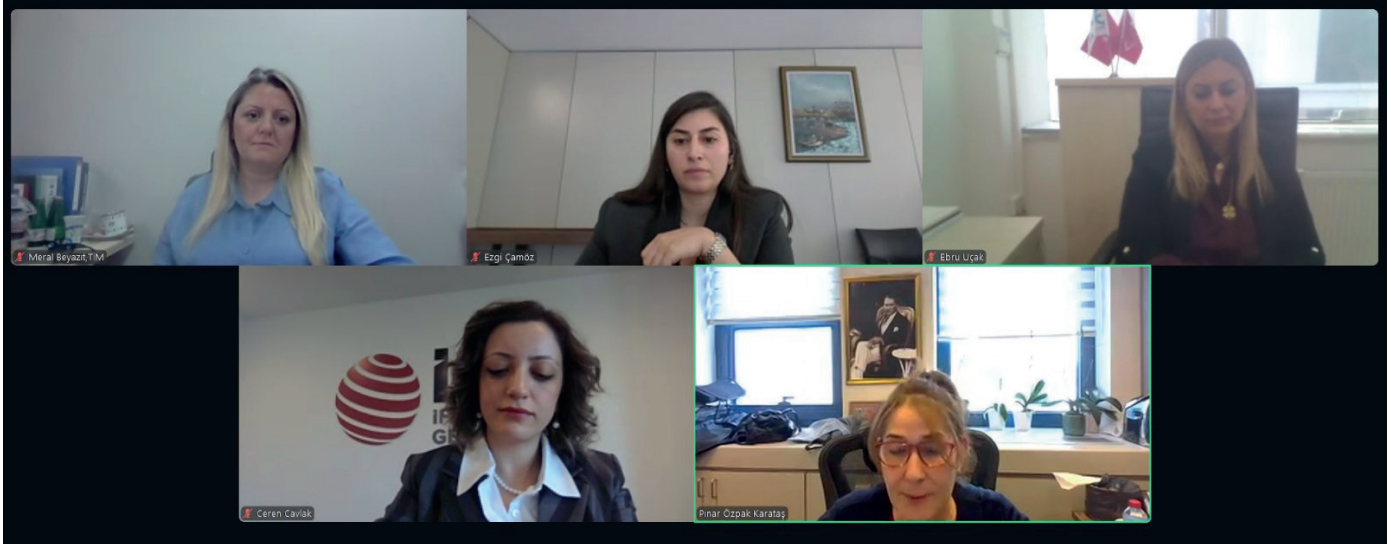 Meral Beyazıt,TİM
Ezgi Çamöz
Ebru Uçak
Ceren Cavlak
Pınar Özpak Karataş